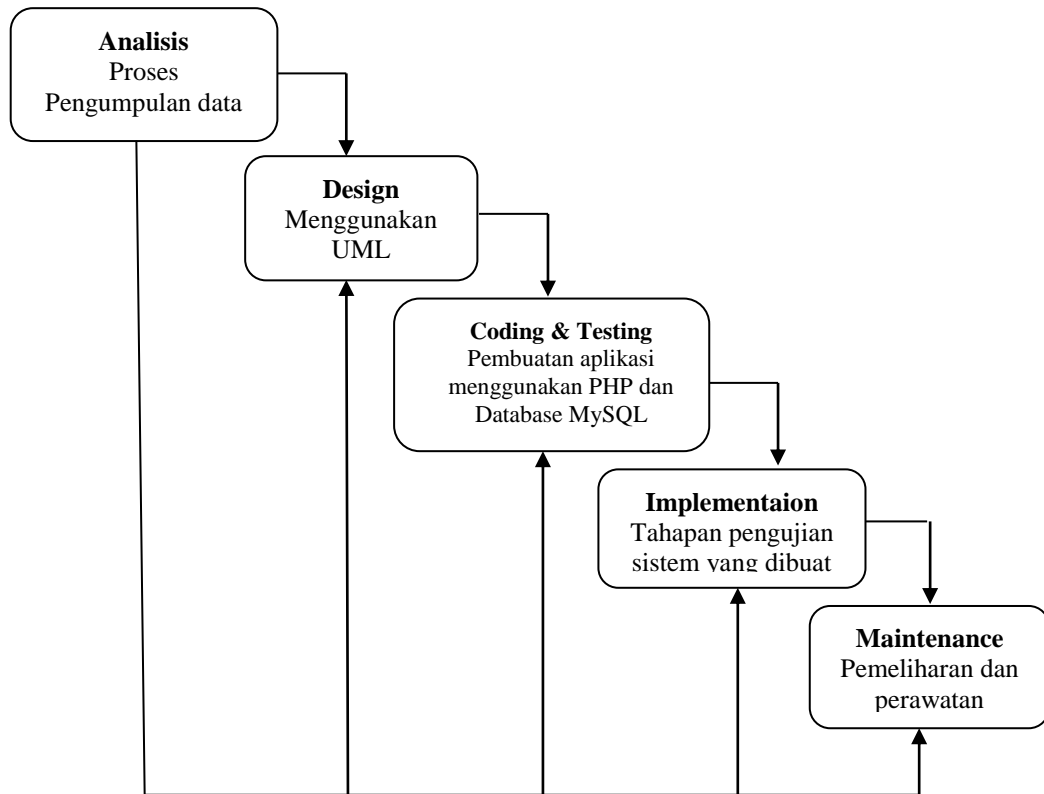 Analisis
Proses
Pengumpulan data
Design
Menggunakan
UML
Coding & Testing
Pembuatan aplikasi
menggunakan PHP dan
Database MySQL
Implementaion
Tahapan pengujian
sistem yang dibuat
Maintenance
Pemeliharan dan
perawatan